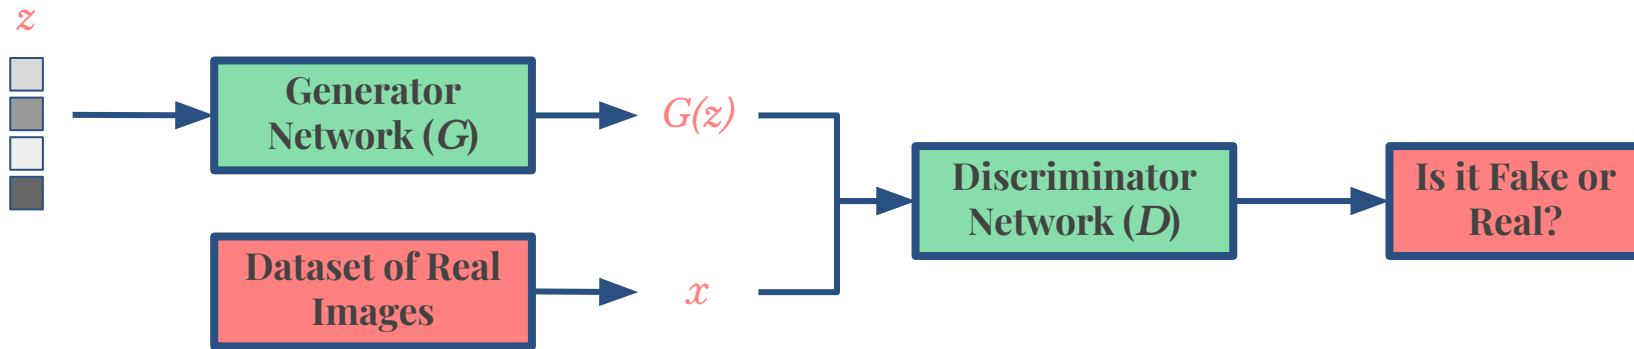 z
Generator
Network (G)
G(z)
Discriminator
Network (D)
Is it Fake or
Real?
Dataset of Real
Images
x